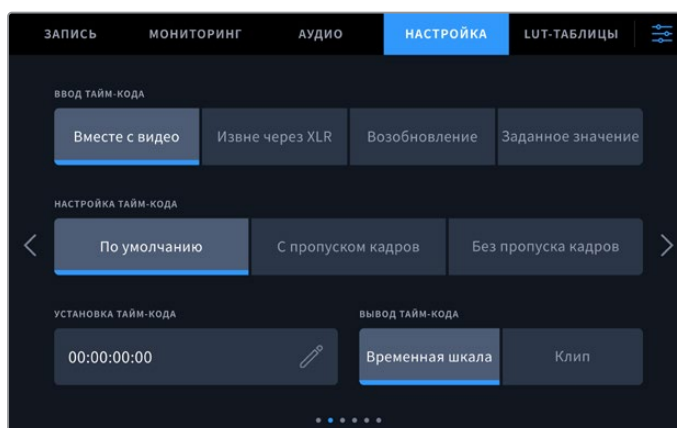 ЗАПИСЬ МОНИТОРИНГ АУДИО НАСТРОЙКА LUT-ТАБЛИЦЫ
ВВОД ТАЙМ-КОДА
Вместе с видео Извне через XLR Возобновление Заданное значение
НАСТРОЙКА ТАЙМ-КОДА
По умолчанию С пропуском кадров Без пропуска кадров
УСТАНОВКА ТАЙМ-КОДА ВЫВОД ТАЙМ-КОДА
00:00:00:00 Временная шкала Клип